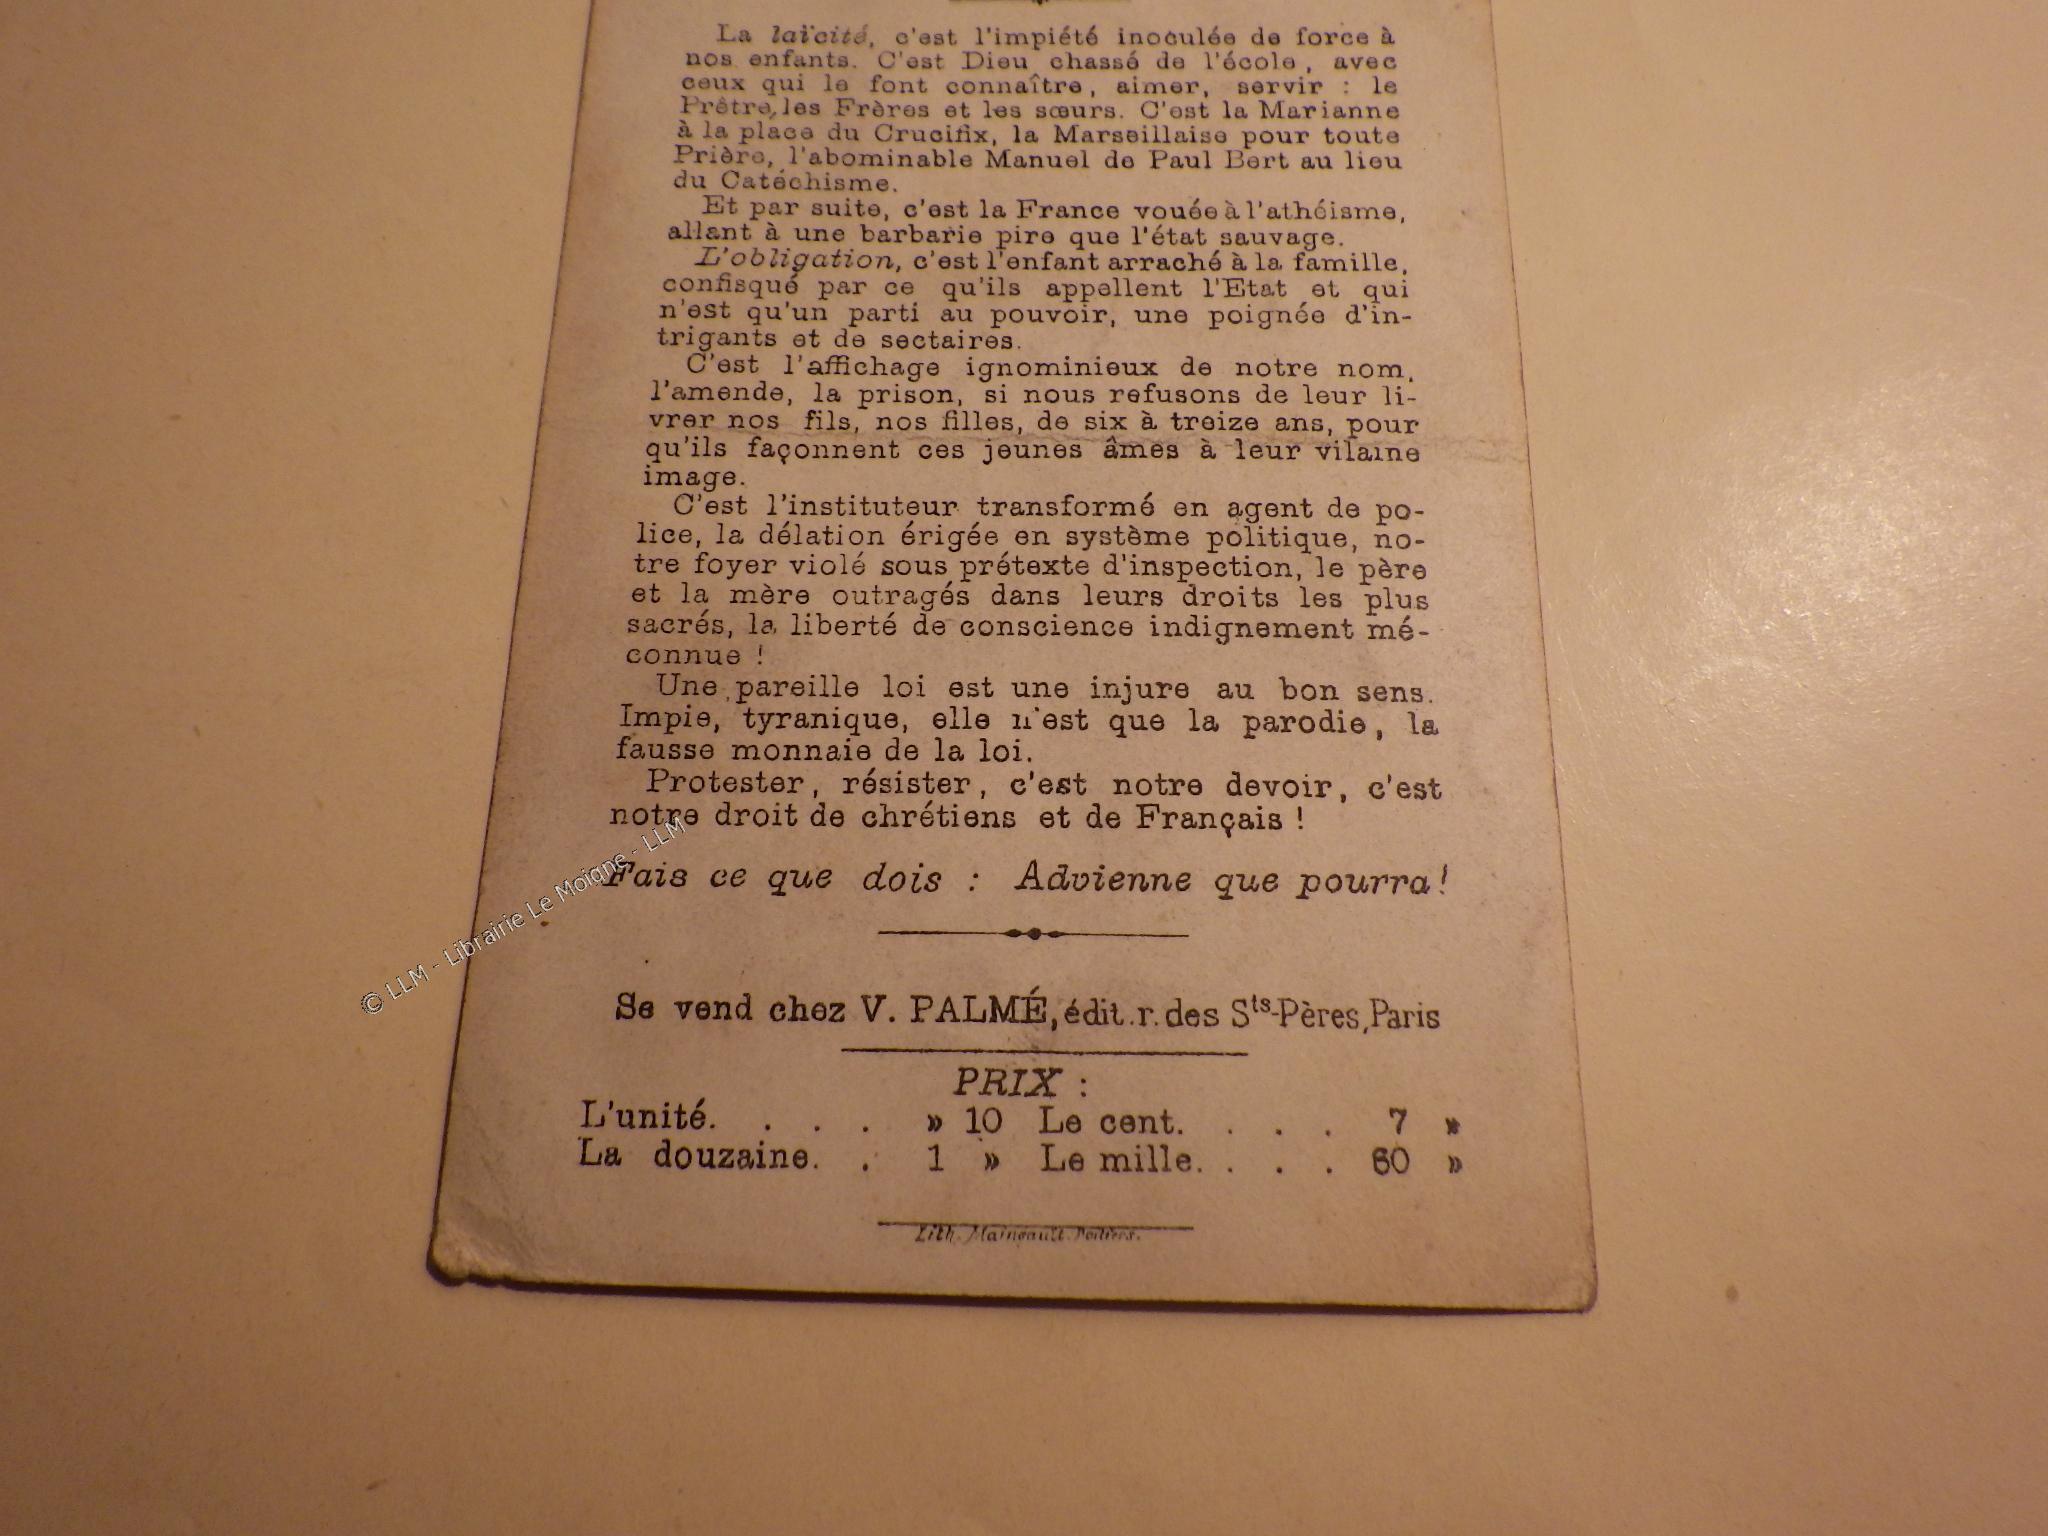 La laïcité, c'est l'impiété inoculée de force à
nos enfants. C'est Dieu chassé de l'école, avec
ceux qui le font connaître, aimer, servir : le
Prêtre, les Frères et les sœurs. C'est la Marianne
à la place du Crucifix, la Marseillaise pour toute
Prière, l'abominable Manuel de Paul Bert au lieu
du Catéchisme.
Et par suite, c'est la France vouée à l'athéisme,
allant à une barbarie pire que l'état sauvage.
L'obligation, c'est l'enfant arraché à la famille,
confisqué par ce qu'ils appellent l'Etat et qui
n'est qu'un parti au pouvoir, une poignée d'in-
trigants et de sectaires.
C'est l'affichage ignominieux de notre nom,
l'amende, la prison, si nous refusons de leur li-
vrer nos fils, nos filles, de six à treize ans, pour
qu'ils façonnent ces jeunes âmes à leur vilaine
image.
C'est l'instituteur transformé en agent de po-
lice, la délation érigée en système politique, no-
tre foyer violé sous prétexte d'inspection, le père
et la mère outragés dans leurs droits les plus
sacrés, la liberté de conscience indignement mé-
connue !
Une pareille loi est une injure au bon sens.
Impie, tyranique, elle n'est que la parodie, la
fausse monnaie de la loi.
Protester, résister, c'est notre devoir, c'est
notre droit de chrétiens et de Français !
Fais ce que dois : Advienne que pourra !
© LLM - Librairie Le Moigne - LLM
Se vend chez V. PALMÉ, édit. r. des Sts-Pères, Paris
PRIX :
L'unité. . . . » 10 Le cent. . . . 7 »
La douzaine. . 1 » Le mille. . . . 60 »
Lith. Maingault. Poitiers.